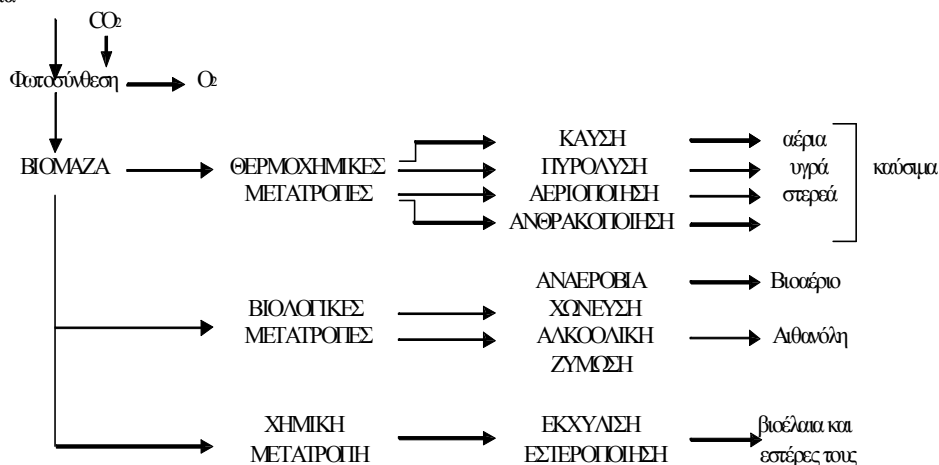 CO₂
Φωτοσύνθεση O₂
ΚΑΥΣΗ αέρια
ΒΙΟΜΑΖΑ ΘΕΡΜΟΧΗΜΙΚΕΣ ΠΥΡΟΛΥΣΗ υγρά καύσιμα
ΜΕΤΑΤΡΟΠΕΣ ΑΕΡΙΟΠΟΙΗΣΗ στερεά
ΑΝΘΡΑΚΟΠΟΙΗΣΗ
ΑΝΑΕΡΟΒΙΑ Βιοαέριο
ΒΙΟΛΟΓΙΚΕΣ ΧΩΝΕΥΣΗ
ΜΕΤΑΤΡΟΠΕΣ ΑΛΚΟΟΛΙΚΗ Αιθανόλη
ΖΥΜΩΣΗ
ΧΗΜΙΚΗ ΕΚΧΥΛΙΣΗ βιοέλαια και
ΜΕΤΑΤΡΟΠΗ ΕΣΤΕΡΟΠΟΙΗΣΗ εστέρες τους